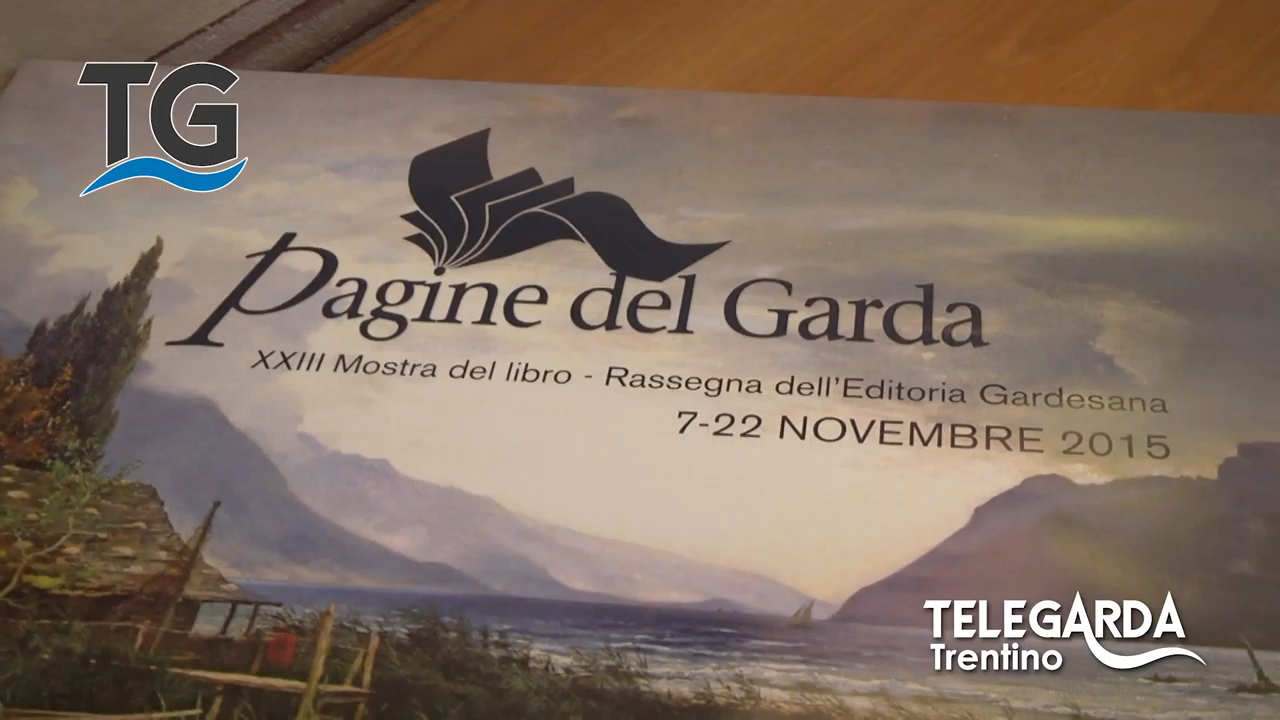 TG
Pagine del Garda
XXIII Mostra del libro - Rassegna dell'Editoria Gardesana
7-22 NOVEMBRE 2015
TELEGARDA
Trentino